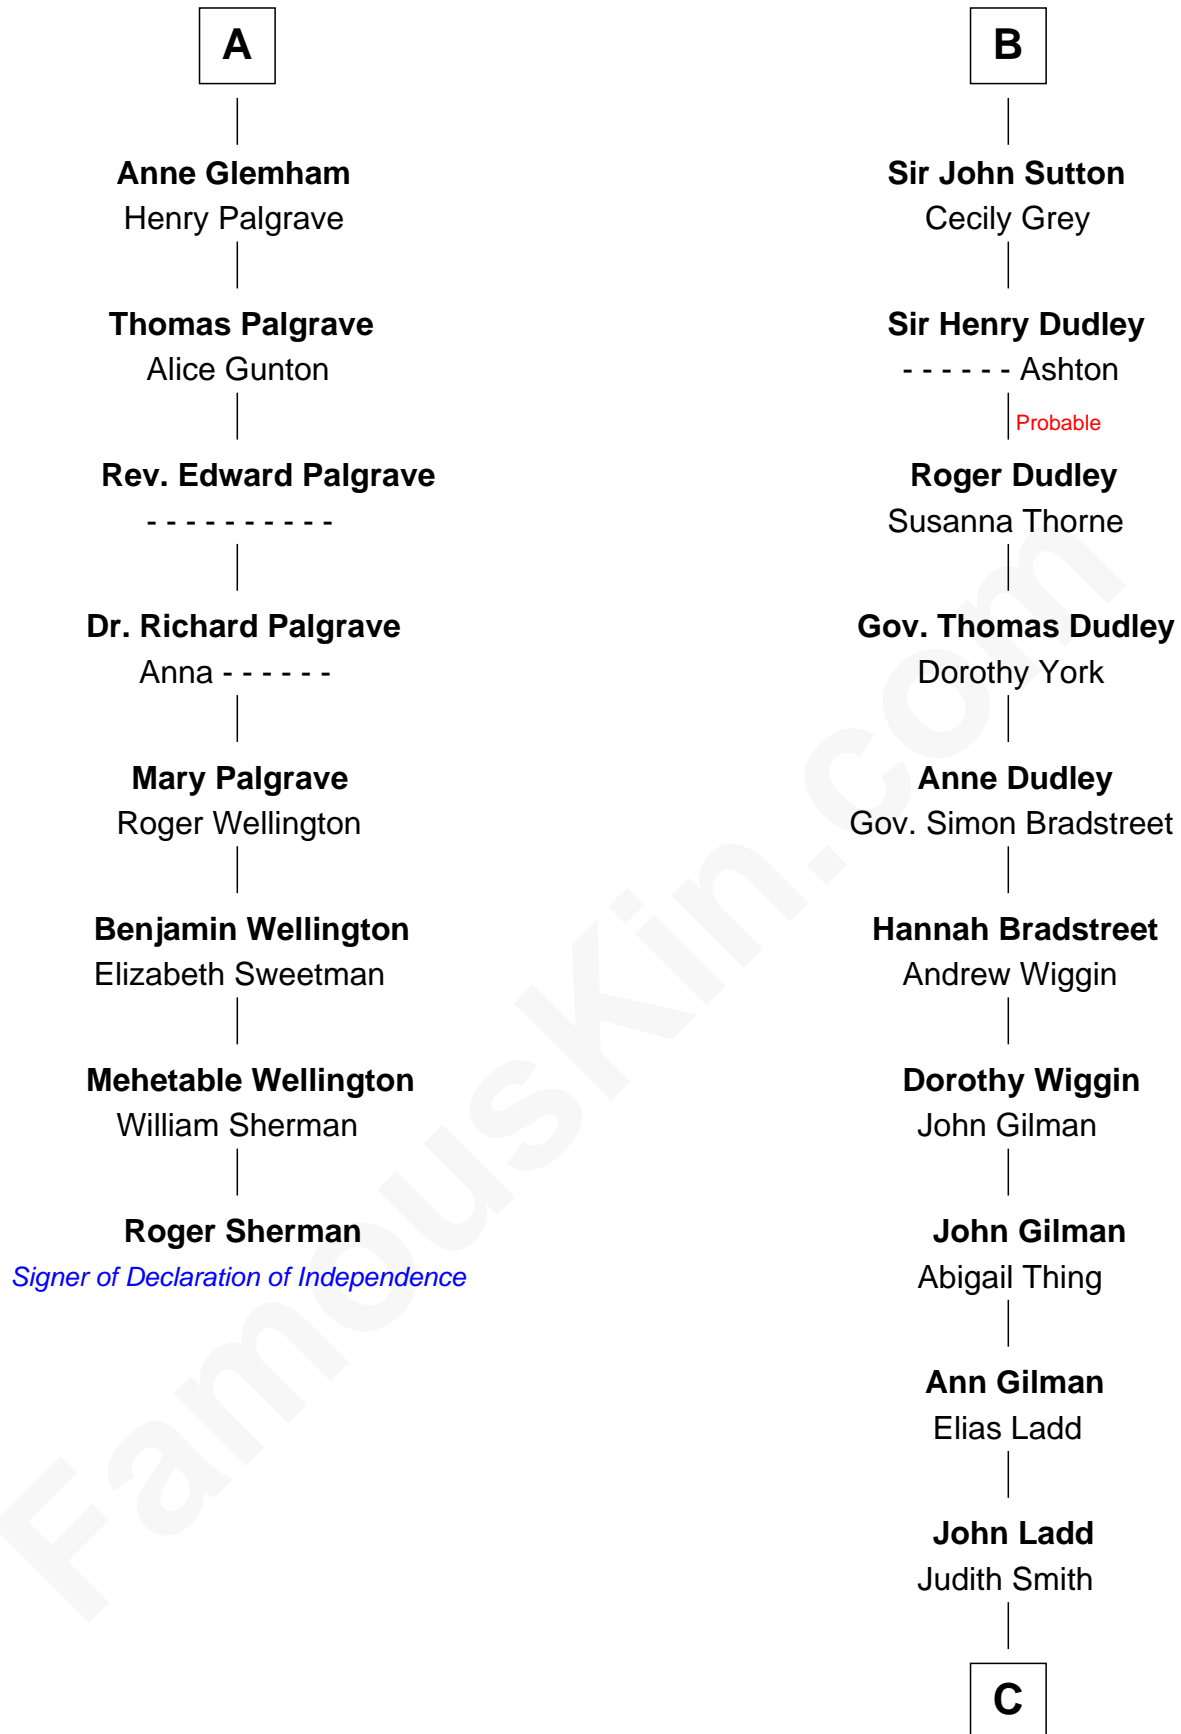 A
Anne Glemham
Henry Palgrave
Thomas Palgrave
Alice Gunton
Rev. Edward Palgrave
- - - - - - - - - -
Dr. Richard Palgrave
Anna - - - - - -
Mary Palgrave
Roger Wellington
Benjamin Wellington
Elizabeth Sweetman
Mehetable Wellington
William Sherman
Roger Sherman
Signer of Declaration of Independence
B
Sir John Sutton
Cecily Grey
Sir Henry Dudley
- - - - - - Ashton
Probable
Roger Dudley
Susanna Thorne
Gov. Thomas Dudley
Dorothy York
Anne Dudley
Gov. Simon Bradstreet
Hannah Bradstreet
Andrew Wiggin
Dorothy Wiggin
John Gilman
John Gilman
Abigail Thing
Ann Gilman
Elias Ladd
John Ladd
Judith Smith
C
FamousKin.com